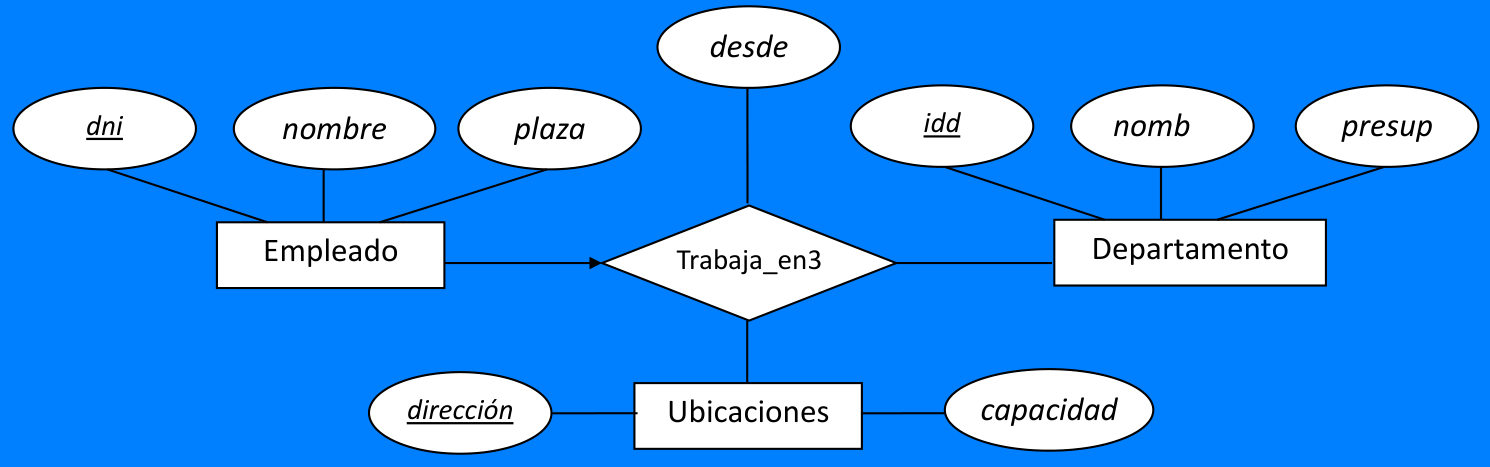 desde
dni
nombre
plaza
idd
nomb
presup
Empleado
Trabaja_en3
Departamento
dirección
Ubicaciones
capacidad